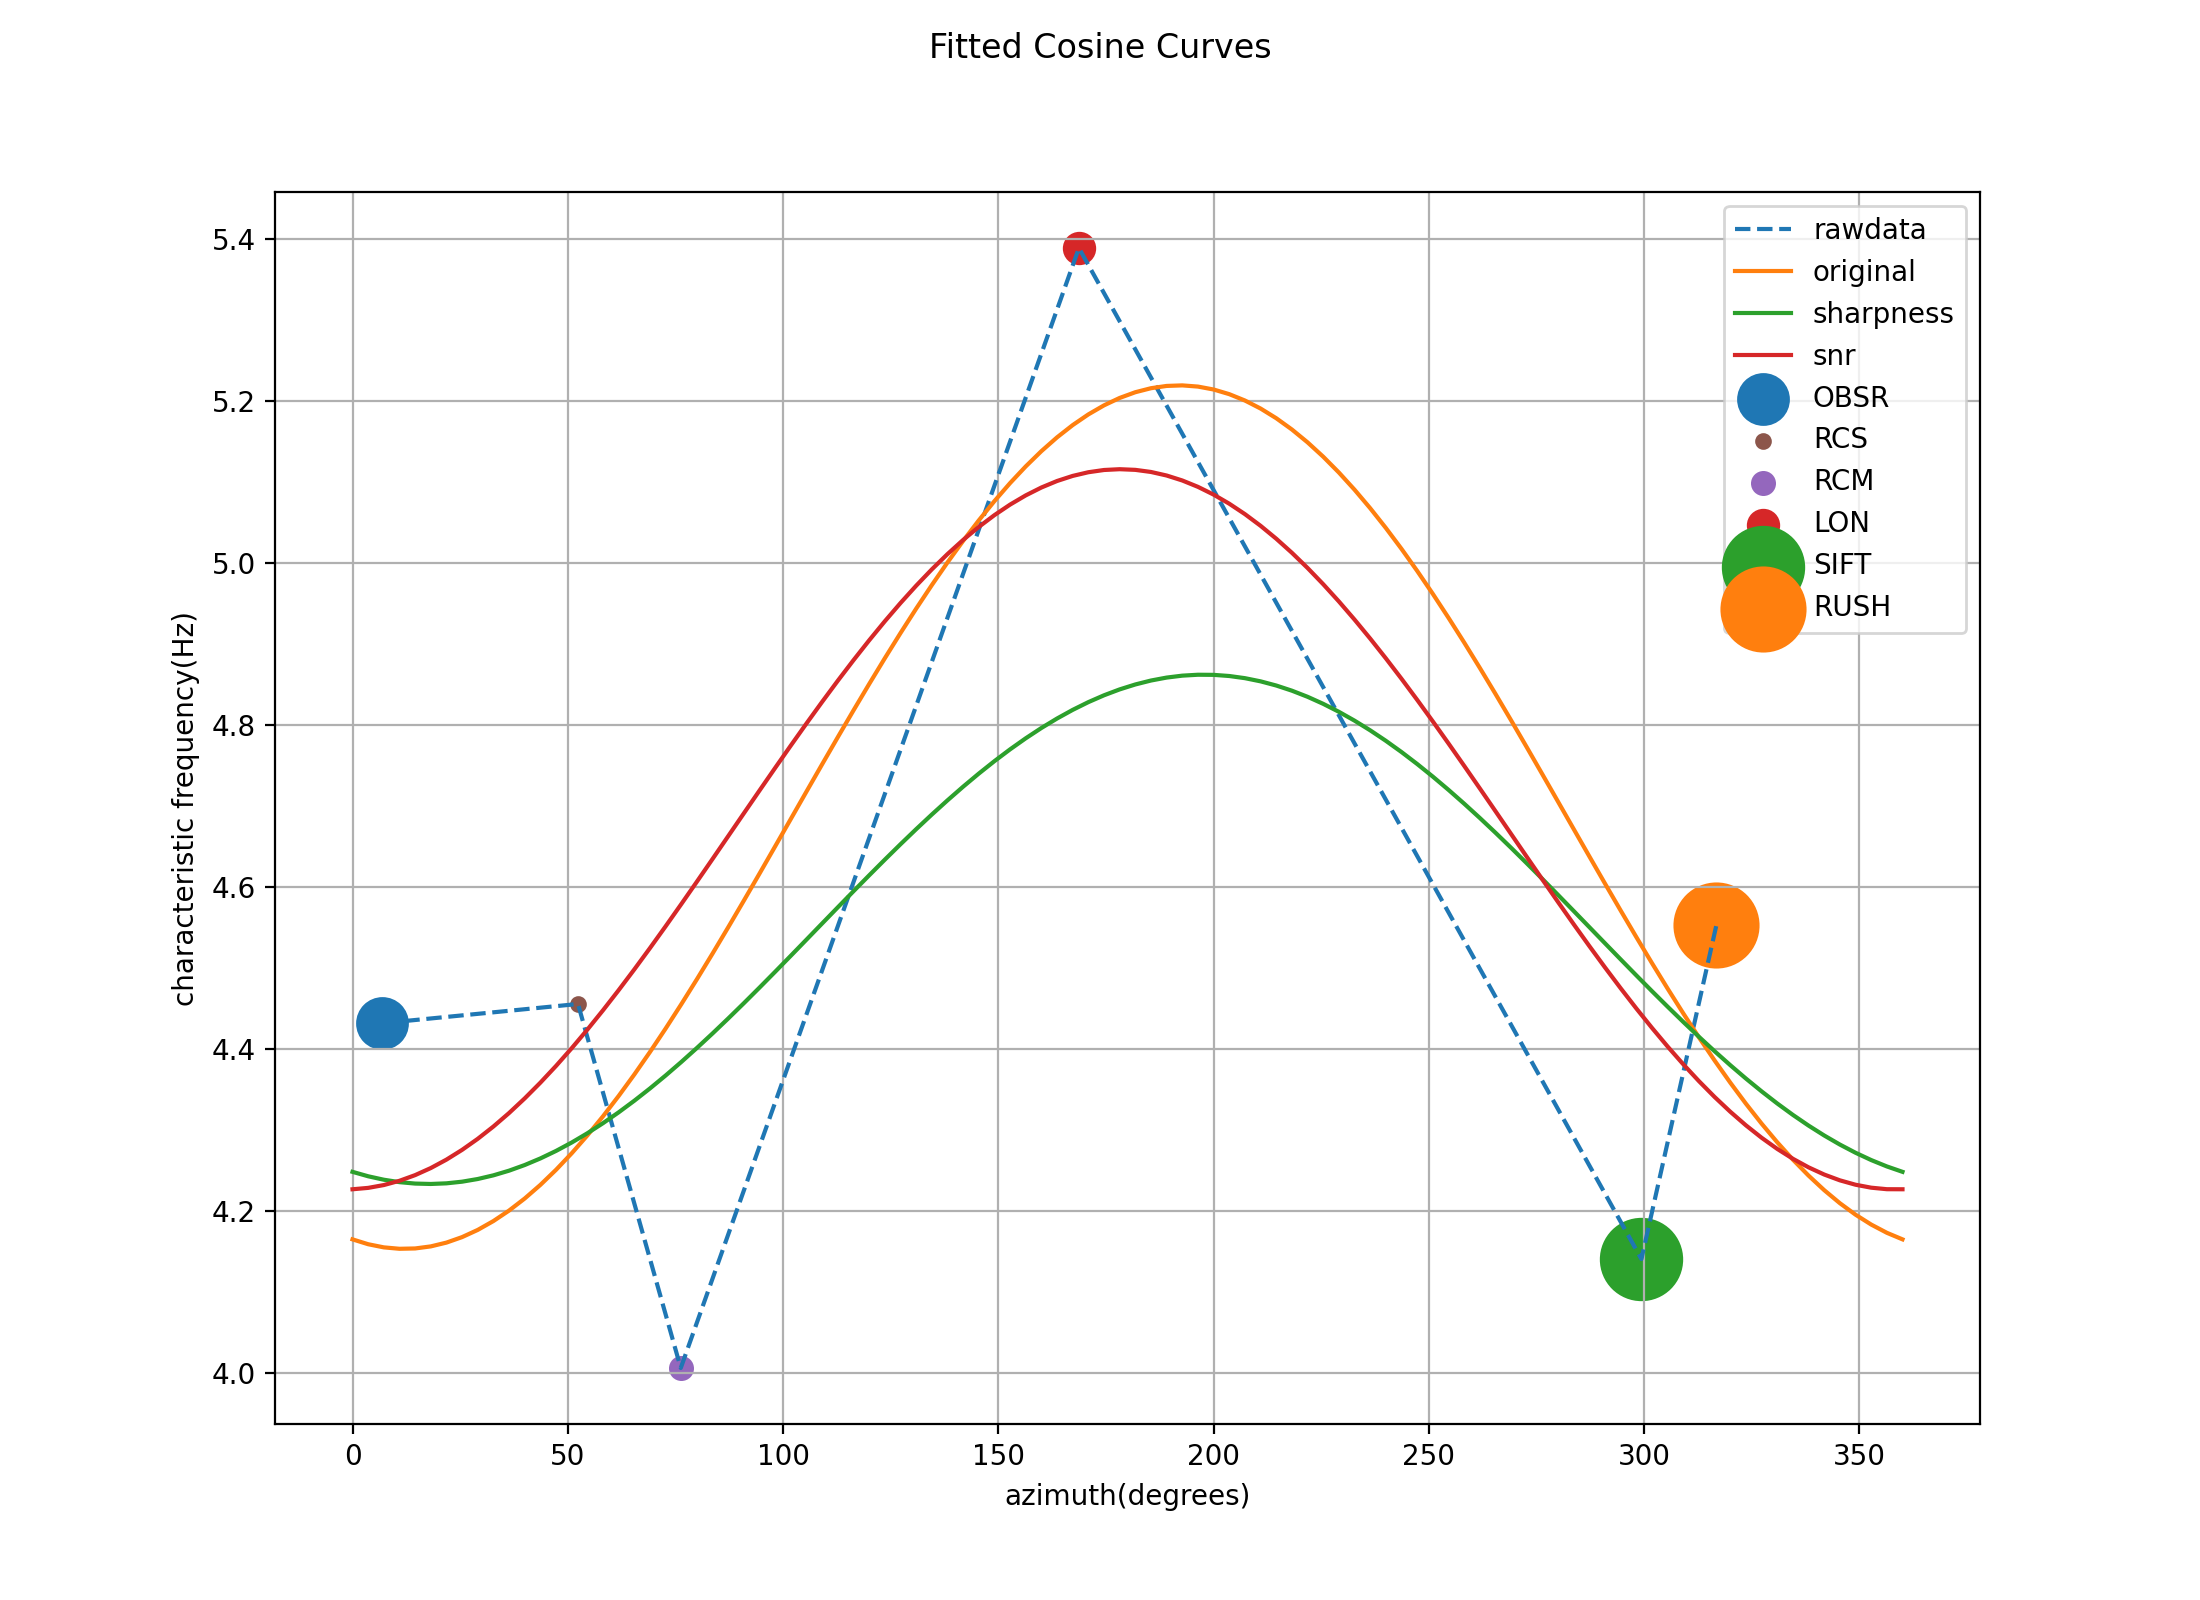 Fitted Cosine Curves
5.4
5.2
5.0
4.8
4.6
4.4
4.2
4.0
characteristic frequency(Hz)
rawdata
original
sharpness
snr
OBSR
RCS
RCM
LON
SIFT
RUSH
0 50 100 150 200 250 300 350
azimuth(degrees)